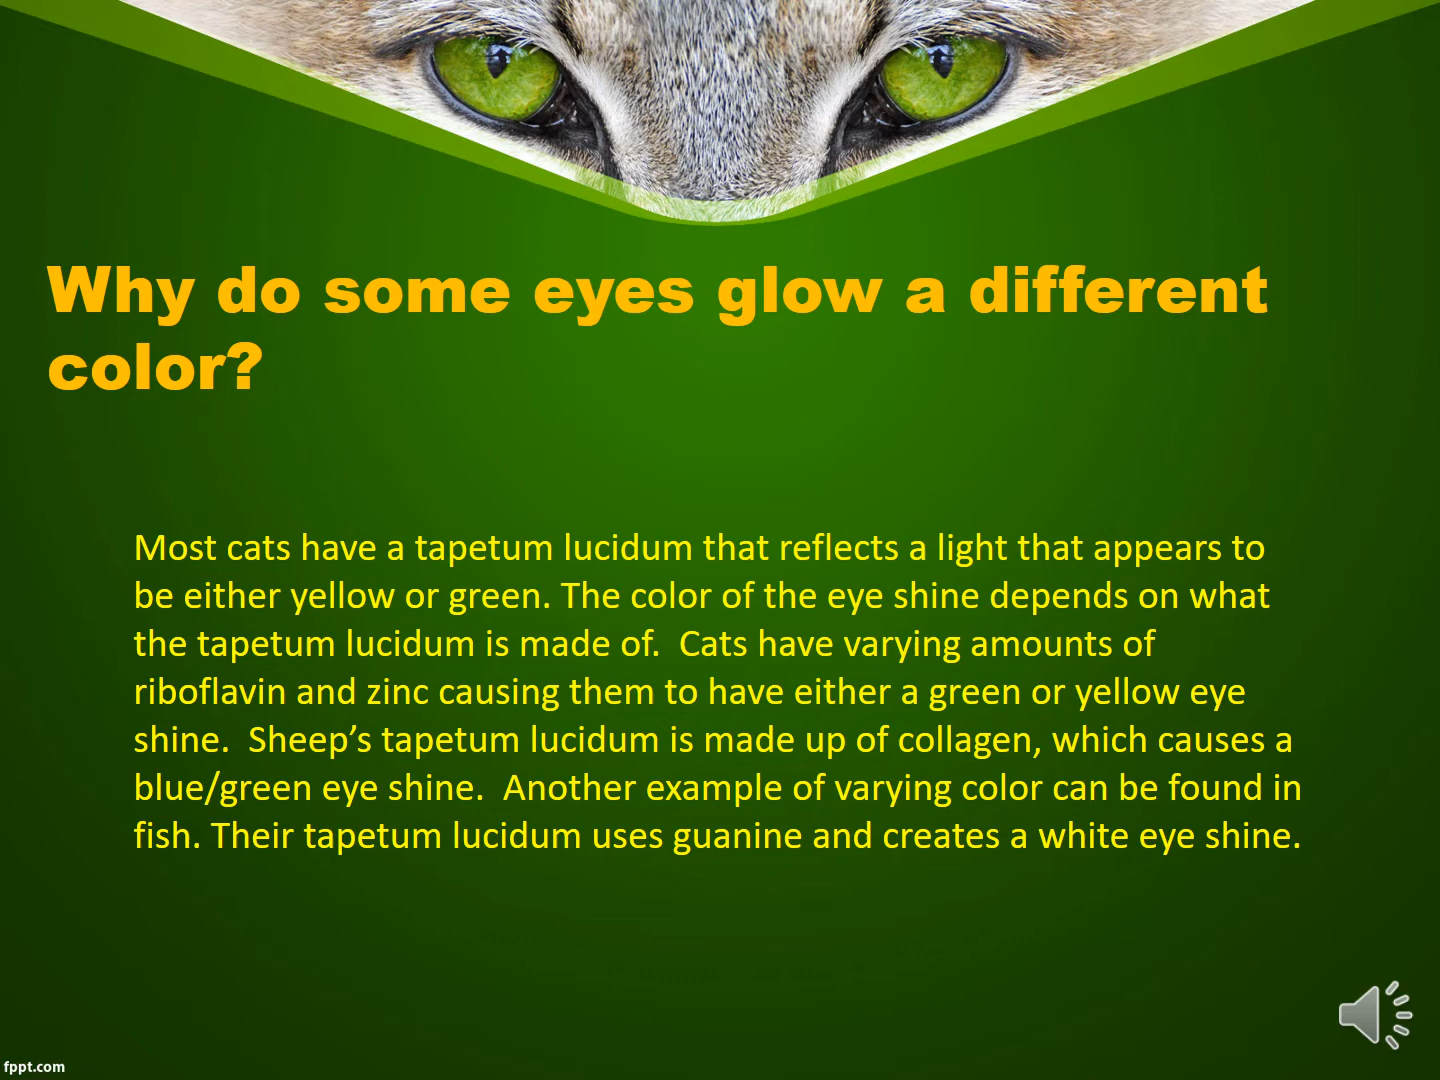 Why do some eyes glow a different
color?
Most cats have a tapetum lucidum that reflects a light that appears to
be either yellow or green. The color of the eye shine depends on what
the tapetum lucidum is made of.  Cats have varying amounts of
riboflavin and zinc causing them to have either a green or yellow eye
shine.  Sheep’s tapetum lucidum is made up of collagen, which causes a
blue/green eye shine.  Another example of varying color can be found in
fish. Their tapetum lucidum uses guanine and creates a white eye shine.
fppt.com